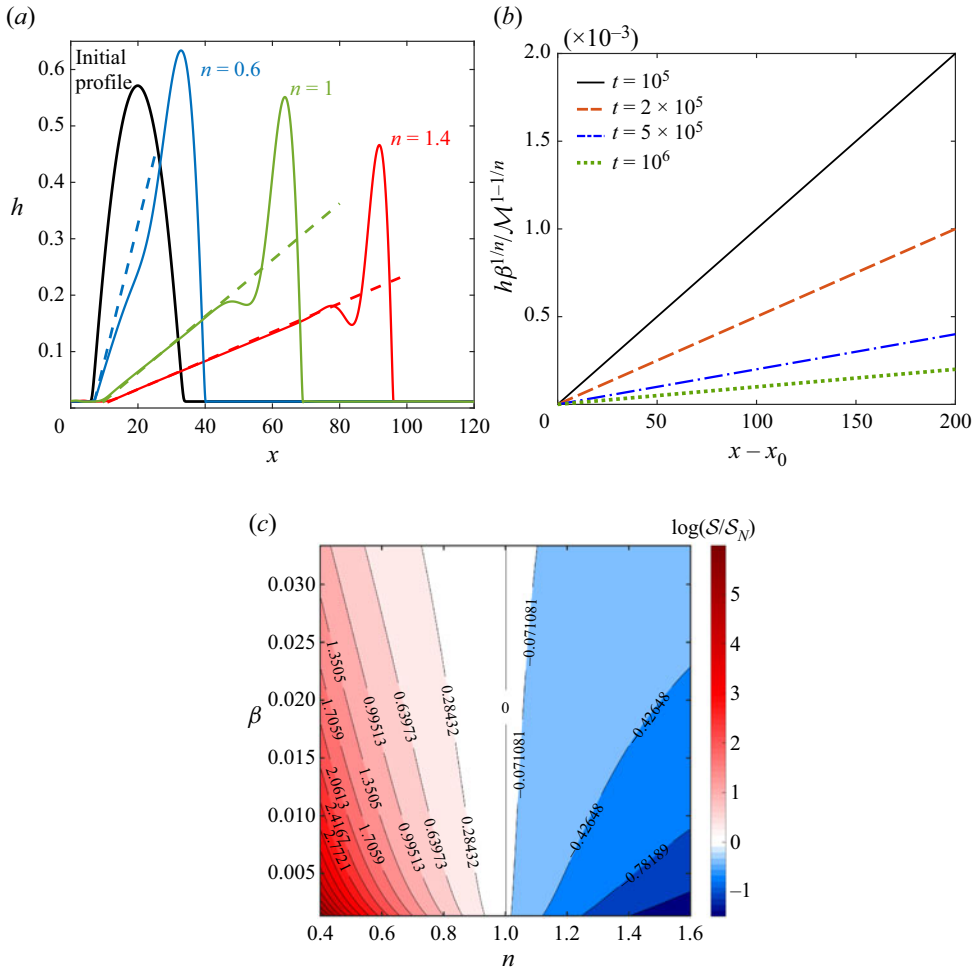 (a)
Initial
profile
n = 0.6
n = 1
n = 1.4
0.6
0.5
0.4
0.3
0.2
0.1
h
0 20 40 60 80 100 120
x
(b)
(×10⁻³)
2.0
1.5
1.0
0.5
hβ^{1/n}/ℳ^{1−1/n}
t = 10⁵
t = 2 × 10⁵
t = 5 × 10⁵
t = 10⁶
0 50 100 150 200
x – x₀
(c)
log(𝒮/𝒮_N)
0.030
0.025
0.020
0.015
0.010
0.005
β
1.3505
1.7059
2.0613
2.4167
2.7721
0.99513
1.3505
1.7059
0.63973
0.99513
0.28432
0.63973
0.28432
0
–0.071081
–0.071081
–0.42648
–0.42648
–0.78189
0.4 0.6 0.8 1.0 1.2 1.4 1.6
n
5
4
3
2
1
0
–1